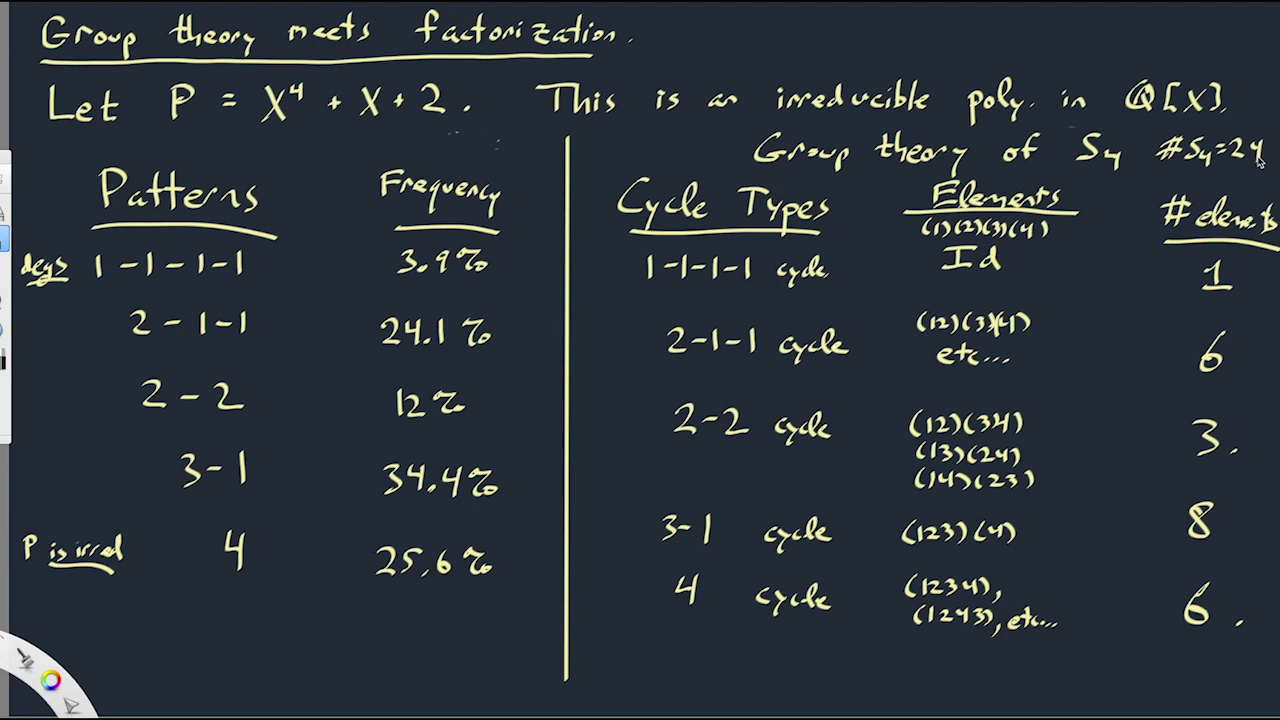 Group theory meets factorization.
Let P = X⁴ + X + 2. This is an irreducible poly. in Q[X].
Group theory of S4 #S4=24
Patterns Frequency Cycle Types Elements # elements
(1)(2)(3)(4)
degs 1-1-1-1 3.9% 1-1-1-1 cycle Id 1
2-1-1 24.1% 2-1-1 cycle (12)(3)(4) 6
etc...
2-2 12% 2-2 cycle (12)(34) 3.
(13)(24)
(14)(23)
3-1 34.4% 3-1 cycle (123)(4) 8
P is irred 4 25.6% 4 cycle (1234), 6.
(1243), etc...